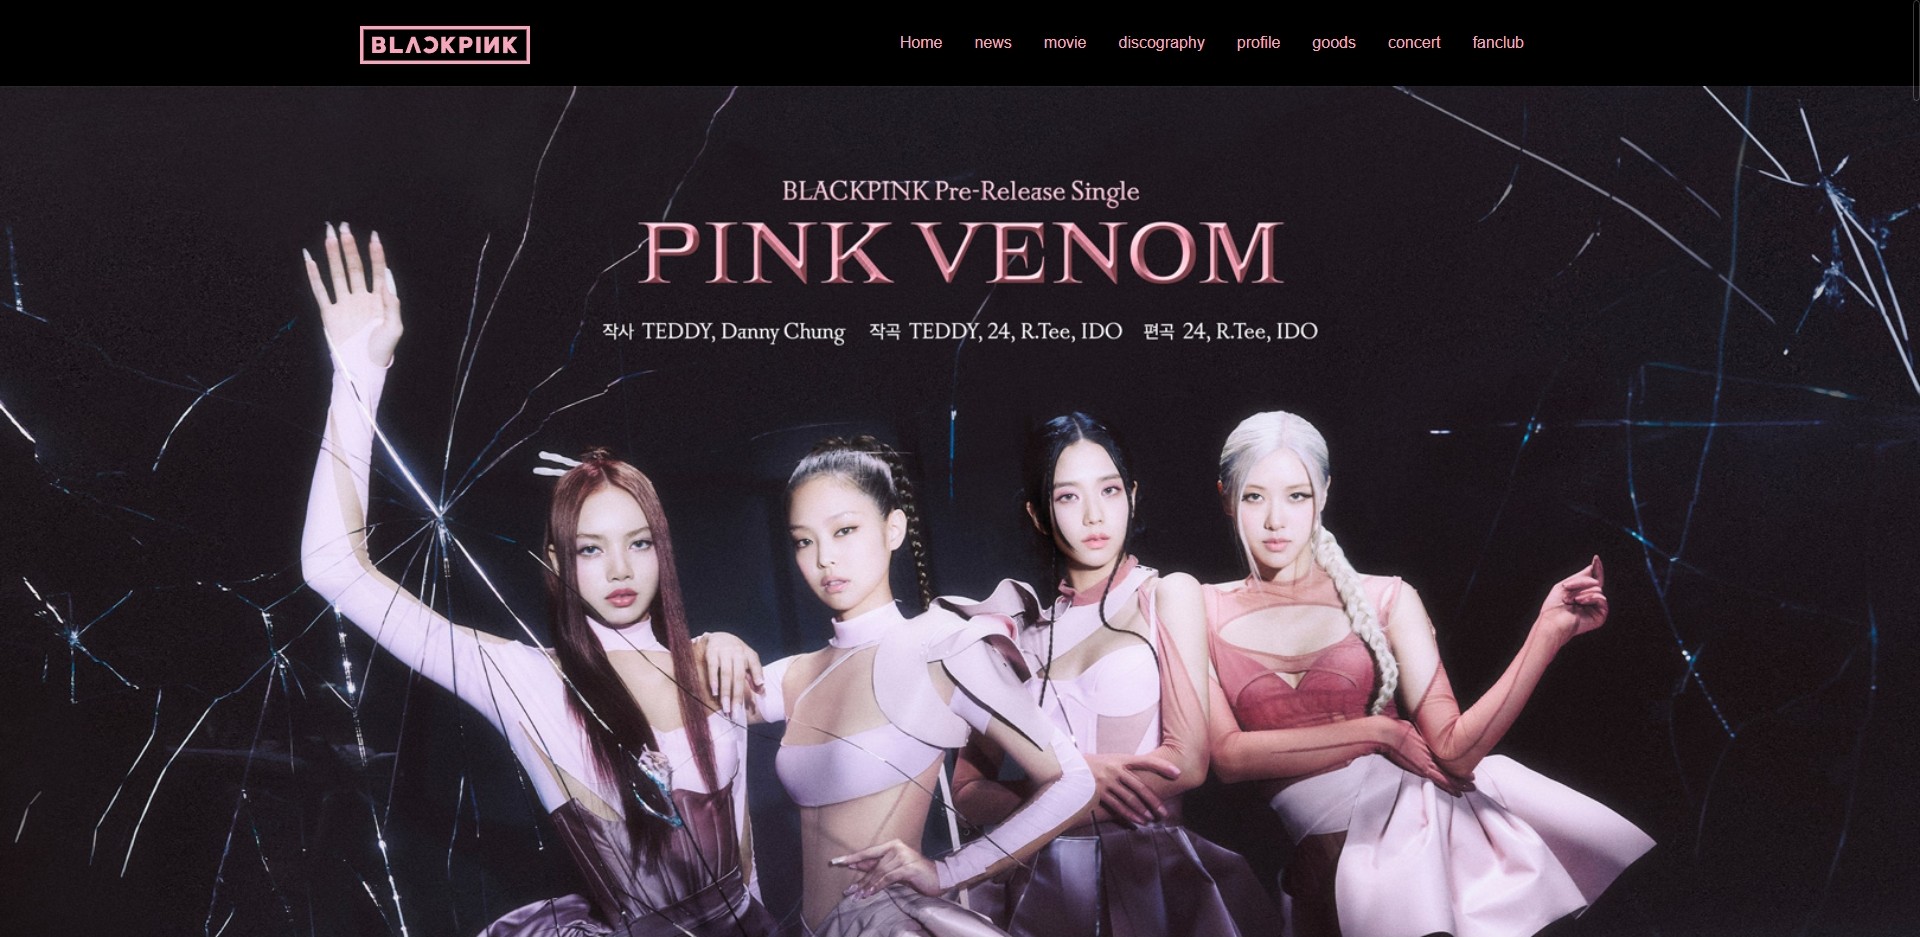 BLACKPINK
Home news movie discography profile goods concert fanclub
BLACKPINK Pre-Release Single
PINK VENOM
작사 TEDDY, Danny Chung 작곡 TEDDY, 24, R.Tee, IDO 편곡 24, R.Tee, IDO